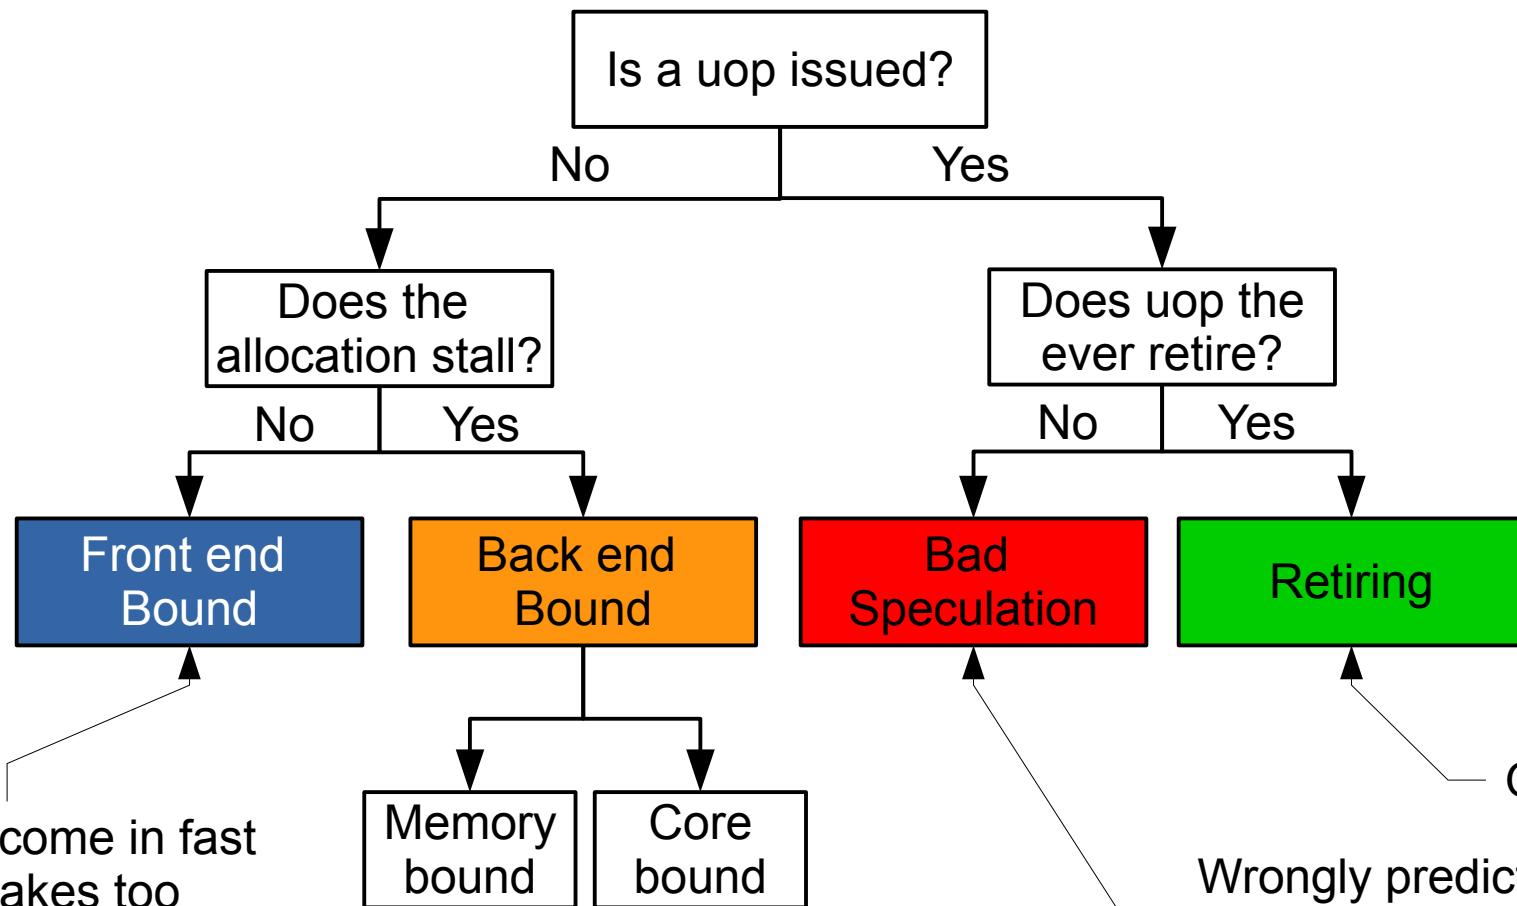 Is a uop issued?
No
Yes
Does the
allocation stall?
Does uop the
ever retire?
No
Yes
No
Yes
Front end
Bound
Back end
Bound
Bad
Speculation
Retiring
come in fast
too
Memory
bound
Core
bound
Wrongly